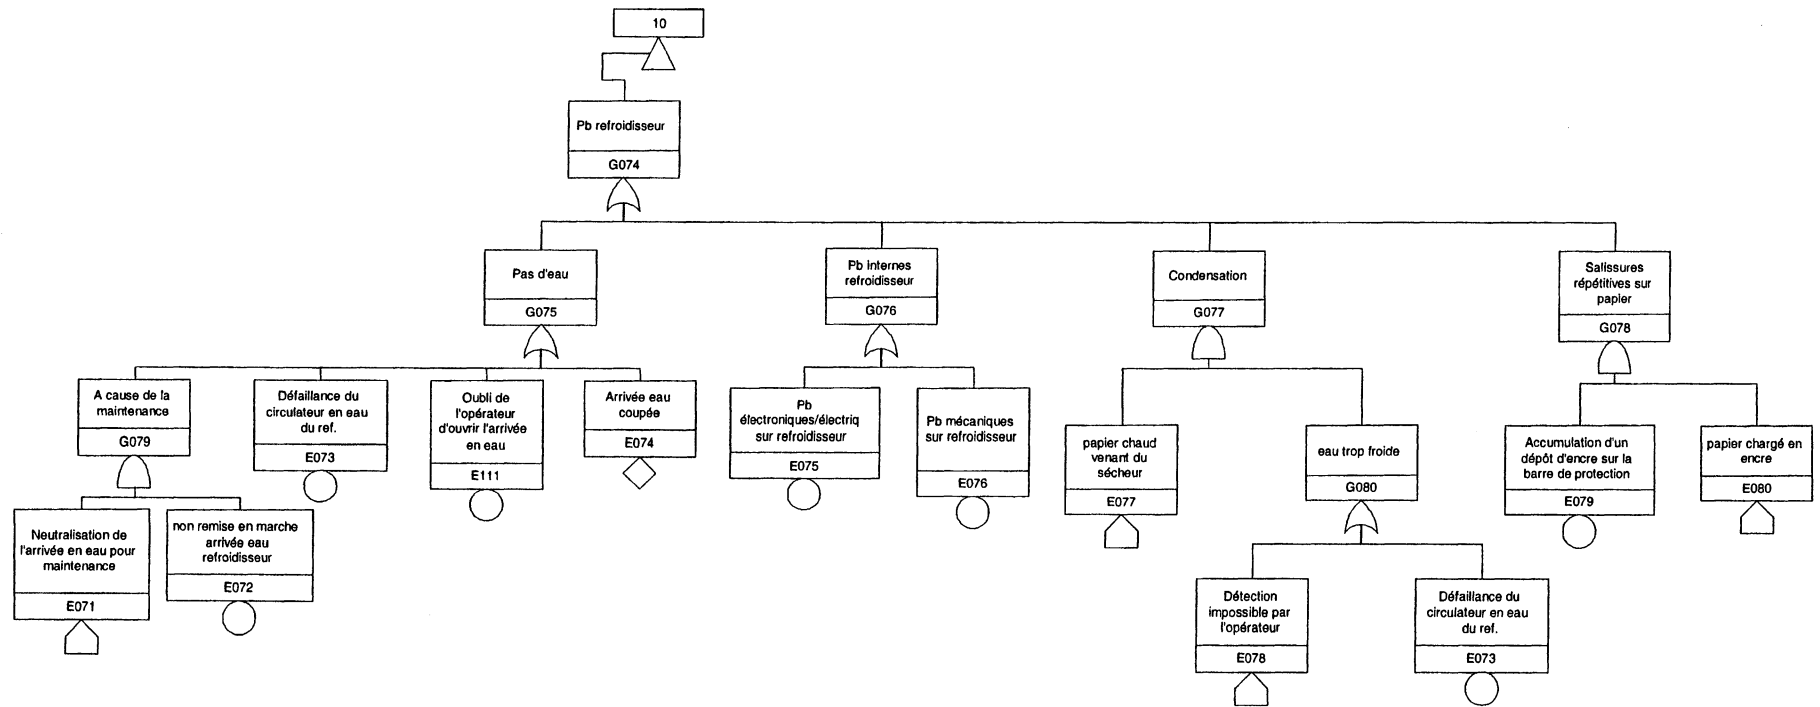 10
Pb refroidisseur
G074
Pas d'eau
G075
Pb internes
refroidisseur
G076
Condensation
G077
Salissures
répétitives sur
papier
G078
A cause de la
maintenance
G079
Défaillance du
circulateur en eau
du ref.
E073
Oubli de
l'opérateur
d'ouvrir l'arrivée
en eau
E111
Arrivée eau
coupée
E074
Pb
électroniques/électriq
sur refroidisseur
E075
Pb mécaniques
sur refroidisseur
E076
papier chaud
venant du
sécheur
E077
eau trop froide
G080
Accumulation d'un
dépôt d'encre sur la
barre de protection
E079
papier chargé en
encre
E080
Neutralisation de
l'arrivée en eau pour
maintenance
E071
non remise en marche
arrivée eau
refroidisseur
E072
Détection
impossible par
l'opérateur
E078
Défaillance du
circulateur en eau
du ref.
E073